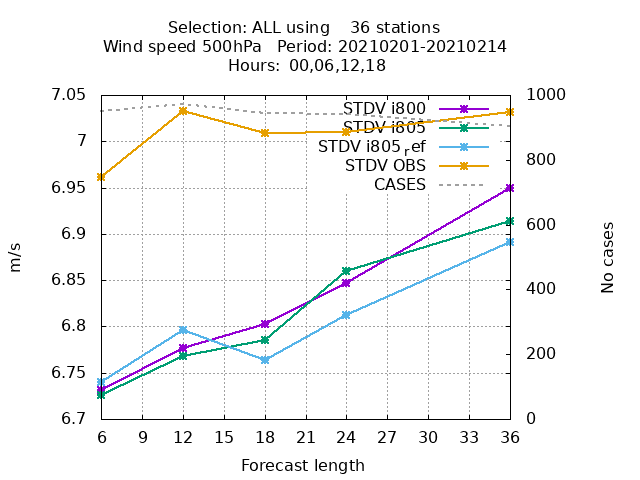 Selection: ALL using    36 stations
Wind speed 500hPa   Period: 20210201-20210214
Hours: 00,06,12,18
7.05
7
6.95
6.9
6.85
6.8
6.75
6.7
m/s
1000
800
600
400
200
0
No cases
STDV i800
STDV i805
STDV i805ref
STDV OBS
CASES
6 9 12 15 18 21 24 27 30 33 36
Forecast length